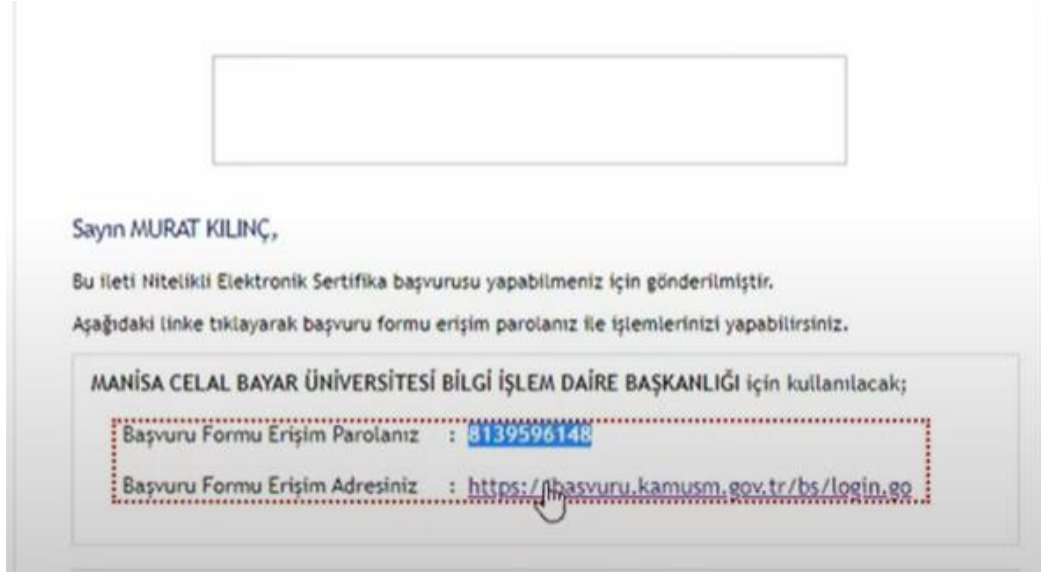 Sayın MURAT KILINÇ,
Bu ileti Nitelikli Elektronik Sertifika başvurusu yapabilmeniz için gönderilmiştir.
Aşağıdaki linke tıklayarak başvuru formu erişim parolanız ile işlemlerinizi yapabilirsiniz.
MANİSA CELAL BAYAR ÜNİVERSİTESİ BİLGİ İŞLEM DAİRE BAŞKANLIĞI için kullanılacak;
Başvuru Formu Erişim Parolanız : 8139596148
Başvuru Formu Erişim Adresiniz : https://nbasvuru.kamusm.gov.tr/bs/login.go